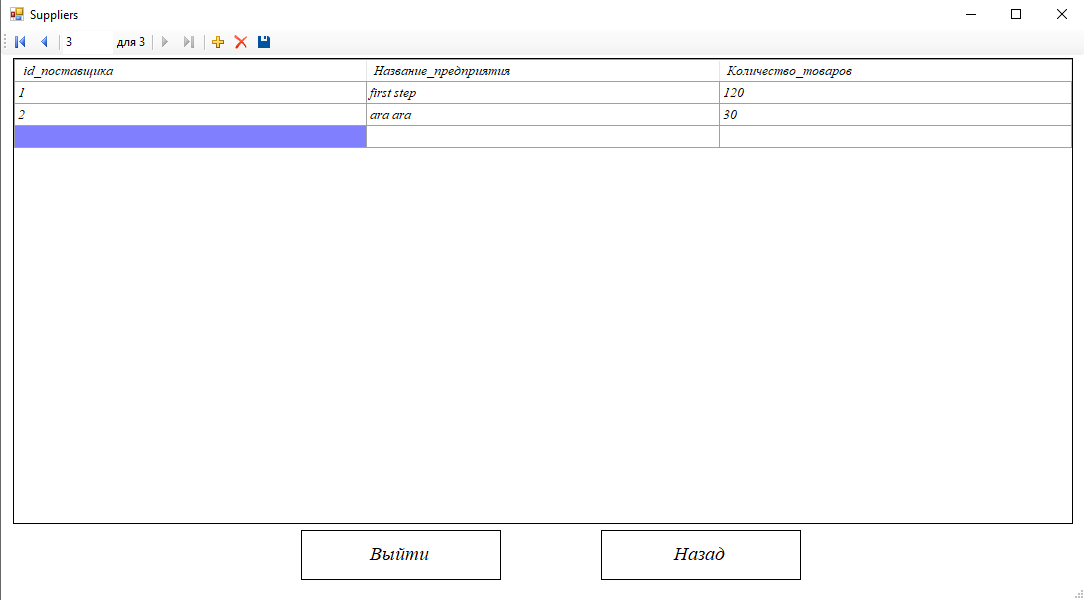 Suppliers
3 для 3
id_поставщика Название_предприятия Количество_товаров
1 first step 120
2 ara ara 30
Выйти Назад